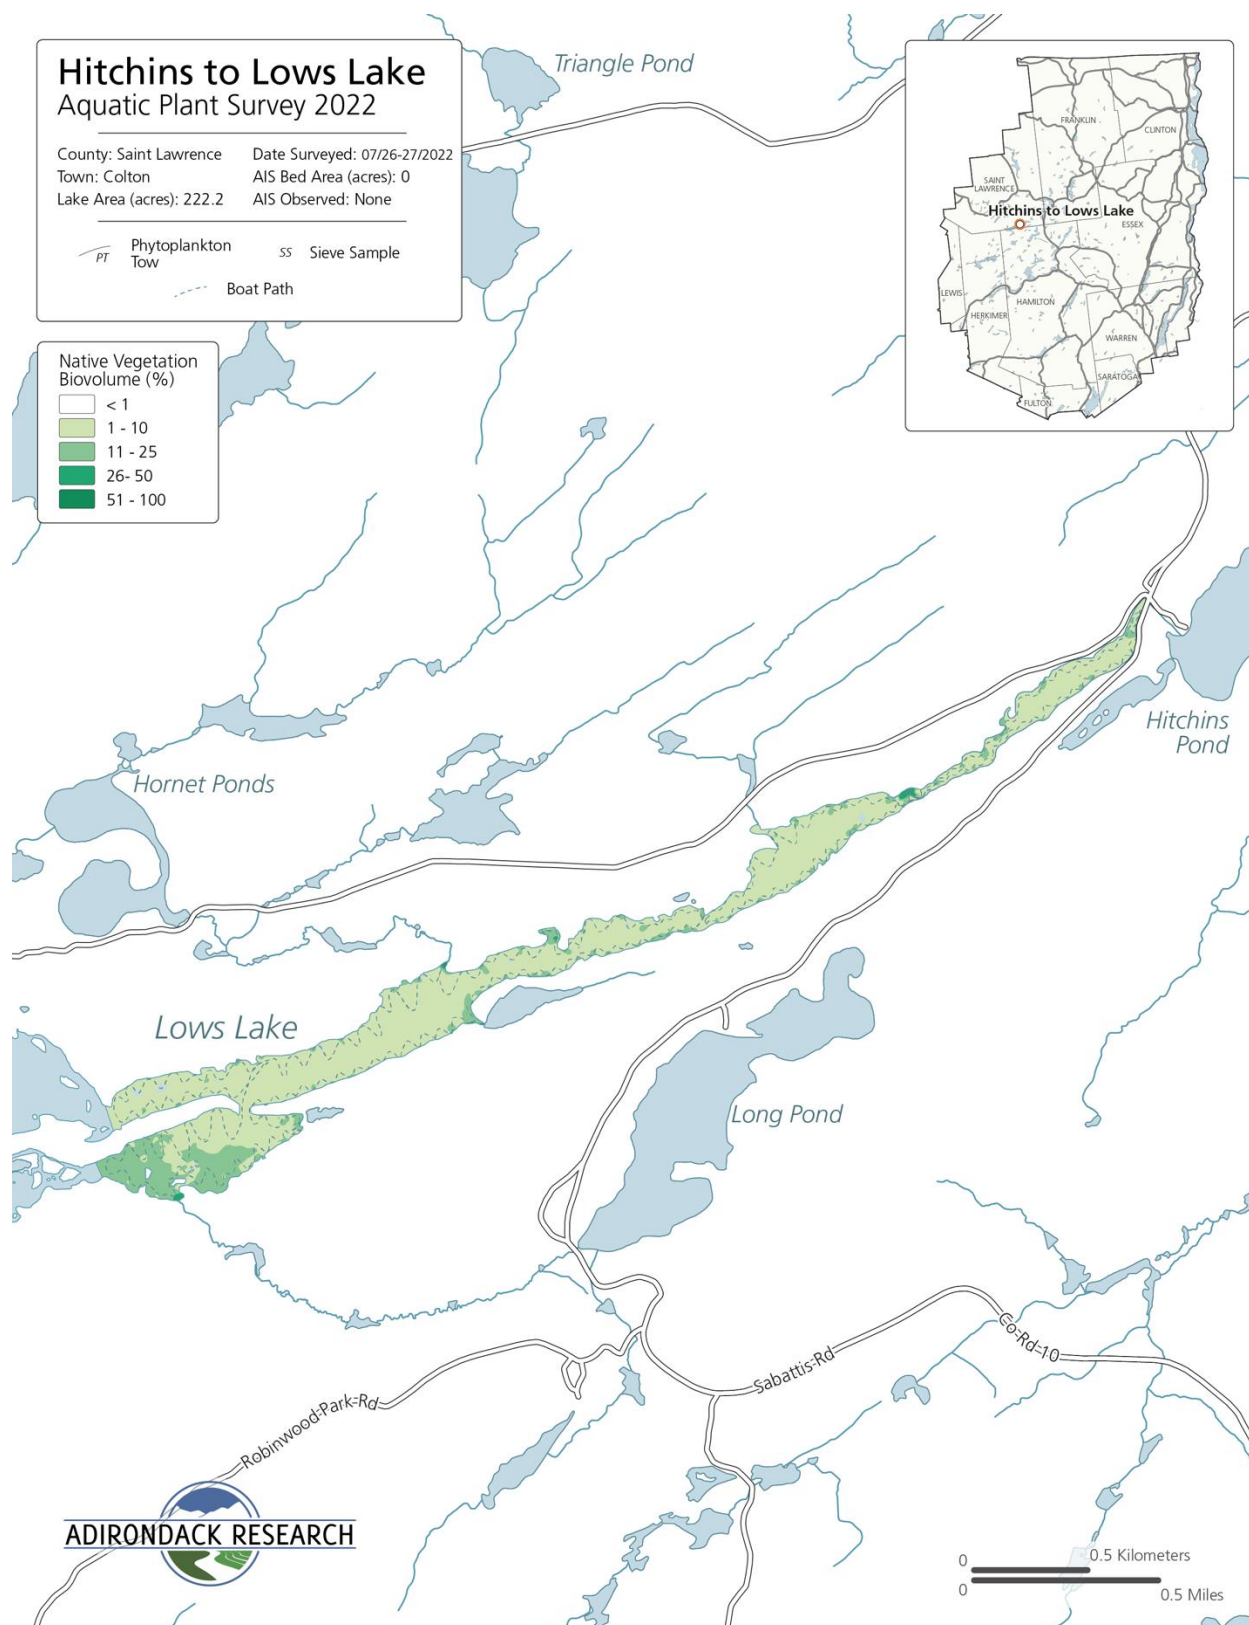 Hitchins to Lows Lake
Aquatic Plant Survey 2022
County: Saint Lawrence
Date Surveyed: 07/26-27/2022
Town: Colton
AIS Bed Area (acres): 0
Lake Area (acres): 222.2
AIS Observed: None
PT
Phytoplankton
Tow
SS
Sieve Sample
Boat Path
Native Vegetation
Biovolume (%)
< 1
1 - 10
11 - 25
26- 50
51 - 100
Triangle Pond
FRANKLIN
CLINTON
SAINT
LAWRENCE
Hitchins to Lows Lake
ESSEX
LEWIS
HAMILTON
HERKIMER
WARREN
SARATOGA
FULTON
Hitchins
Pond
Hornet Ponds
Lows Lake
Long Pond
Co-Rd-10
Sabattis-Rd
Robinwood-Park-Rd
ADIRONDACK RESEARCH
0
0.5 Kilometers
0
0.5 Miles